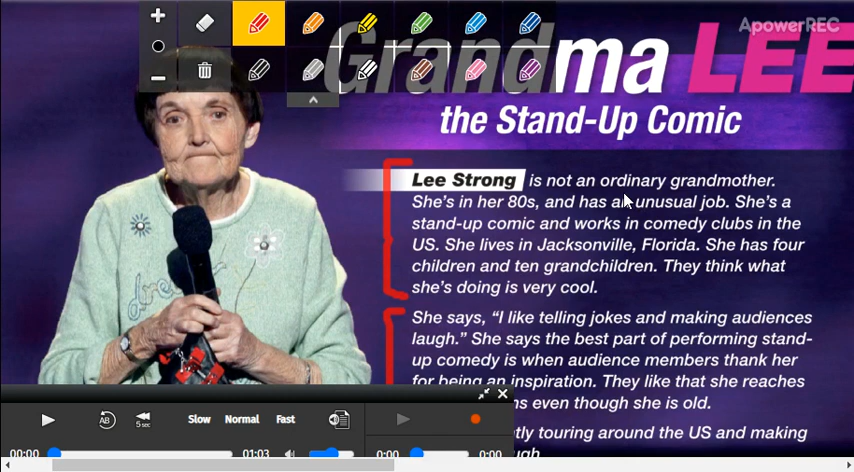 ApowerREC
Grandma LEE
the Stand-Up Comic
Lee Strong is not an ordinary grandmother.
She's in her 80s, and has an unusual job. She's a
stand-up comic and works in comedy clubs in the
US. She lives in Jacksonville, Florida. She has four
children and ten grandchildren. They think what
she's doing is very cool.
She says, “I like telling jokes and making audiences
laugh.” She says the best part of performing stand-
up comedy is when audience members thank her
for being an inspiration. They like that she reaches
even though she is old.
touring around the US and making
AB
5 sec
Slow Normal Fast
00:00 01:03 0:00 0:00